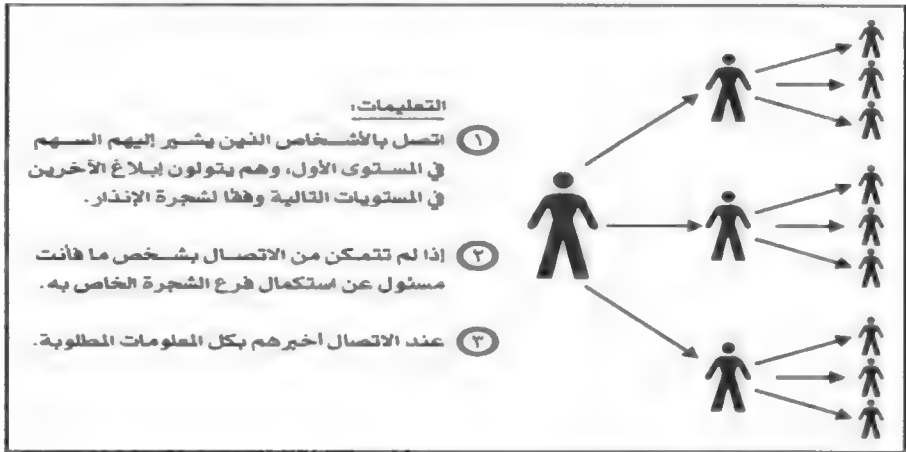 التعليمات:
١ اتصل بالأشخاص الذين يشير إليهم السهم
في المستوى الأول، وهم يتولون إبلاغ الآخرين
في المستويات التالية وفقًا لشجرة الإنذار.
٢ إذا لم تتمكن من الاتصال بشخص ما فأنت
مسئول عن استكمال فرع الشجرة الخاص به.
٣ عند الاتصال أخبرهم بكل المعلومات المطلوبة.